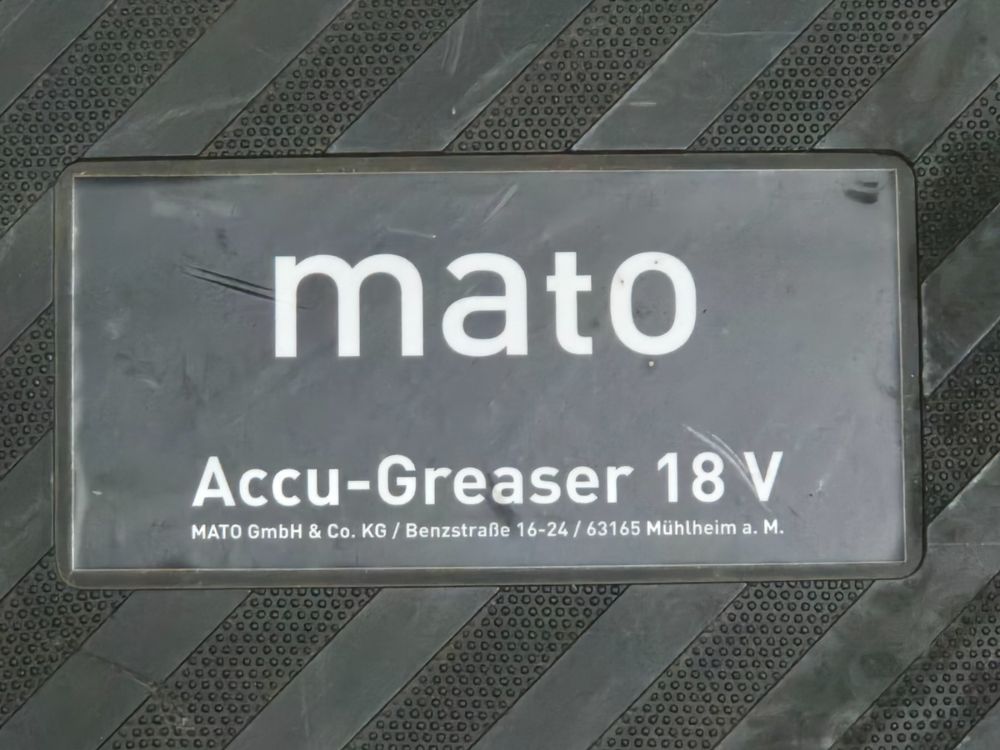 mato
Accu-Greaser 18 V
MATO GmbH & Co. KG / Benzstraße 16-24 / 63165 Mühlheim a. M.